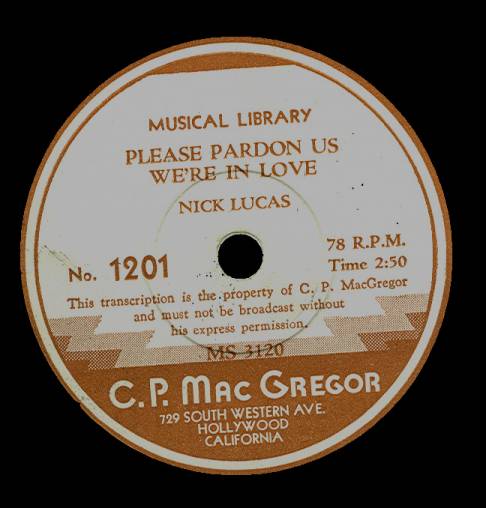 MUSICAL LIBRARY
PLEASE PARDON US
WE'RE IN LOVE
NICK LUCAS
No. 1201
78 R.P.M.
Time 2:50
This transcription is the property of C. P. MacGregor
and must not be broadcast without
his express permission.
MS 3120
C.P. MAC GREGOR
729 SOUTH WESTERN AVE.
HOLLYWOOD
CALIFORNIA